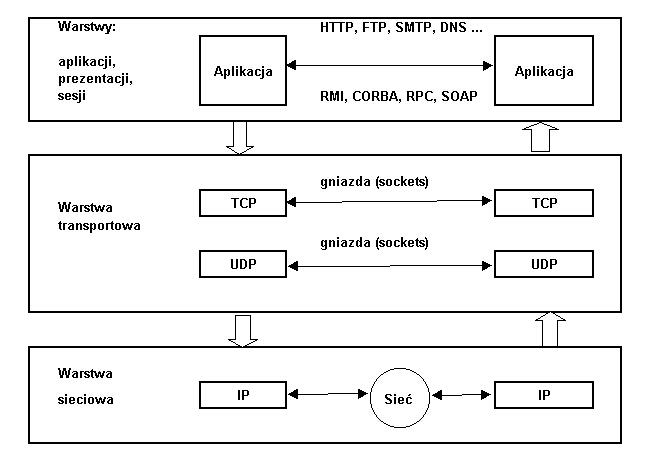 Warstwy:
HTTP, FTP, SMTP, DNS ...
aplikacji,
prezentacji,
sesji
Aplikacja
Aplikacja
RMI, CORBA, RPC, SOAP
Warstwa
transportowa
gniazda (sockets)
TCP
TCP
gniazda (sockets)
UDP
UDP
Warstwa
sieciowa
IP
Sieć
IP